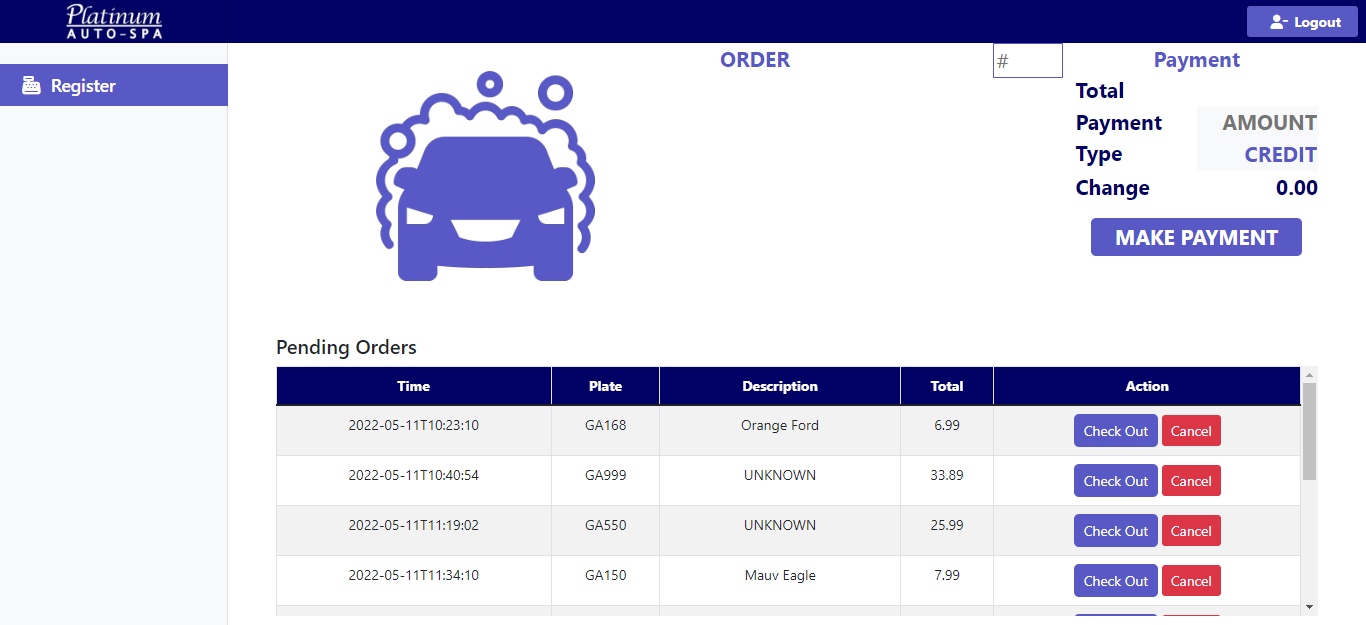 Platinum
AUTO-SPA
Logout
Register
ORDER
#
Payment
Total
Payment AMOUNT
Type CREDIT
Change 0.00
MAKE PAYMENT
Pending Orders
Time Plate Description Total Action
2022-05-11T10:23:10 GA168 Orange Ford 6.99 Check Out Cancel
2022-05-11T10:40:54 GA999 UNKNOWN 33.89 Check Out Cancel
2022-05-11T11:19:02 GA550 UNKNOWN 25.99 Check Out Cancel
2022-05-11T11:34:10 GA150 Mauv Eagle 7.99 Check Out Cancel